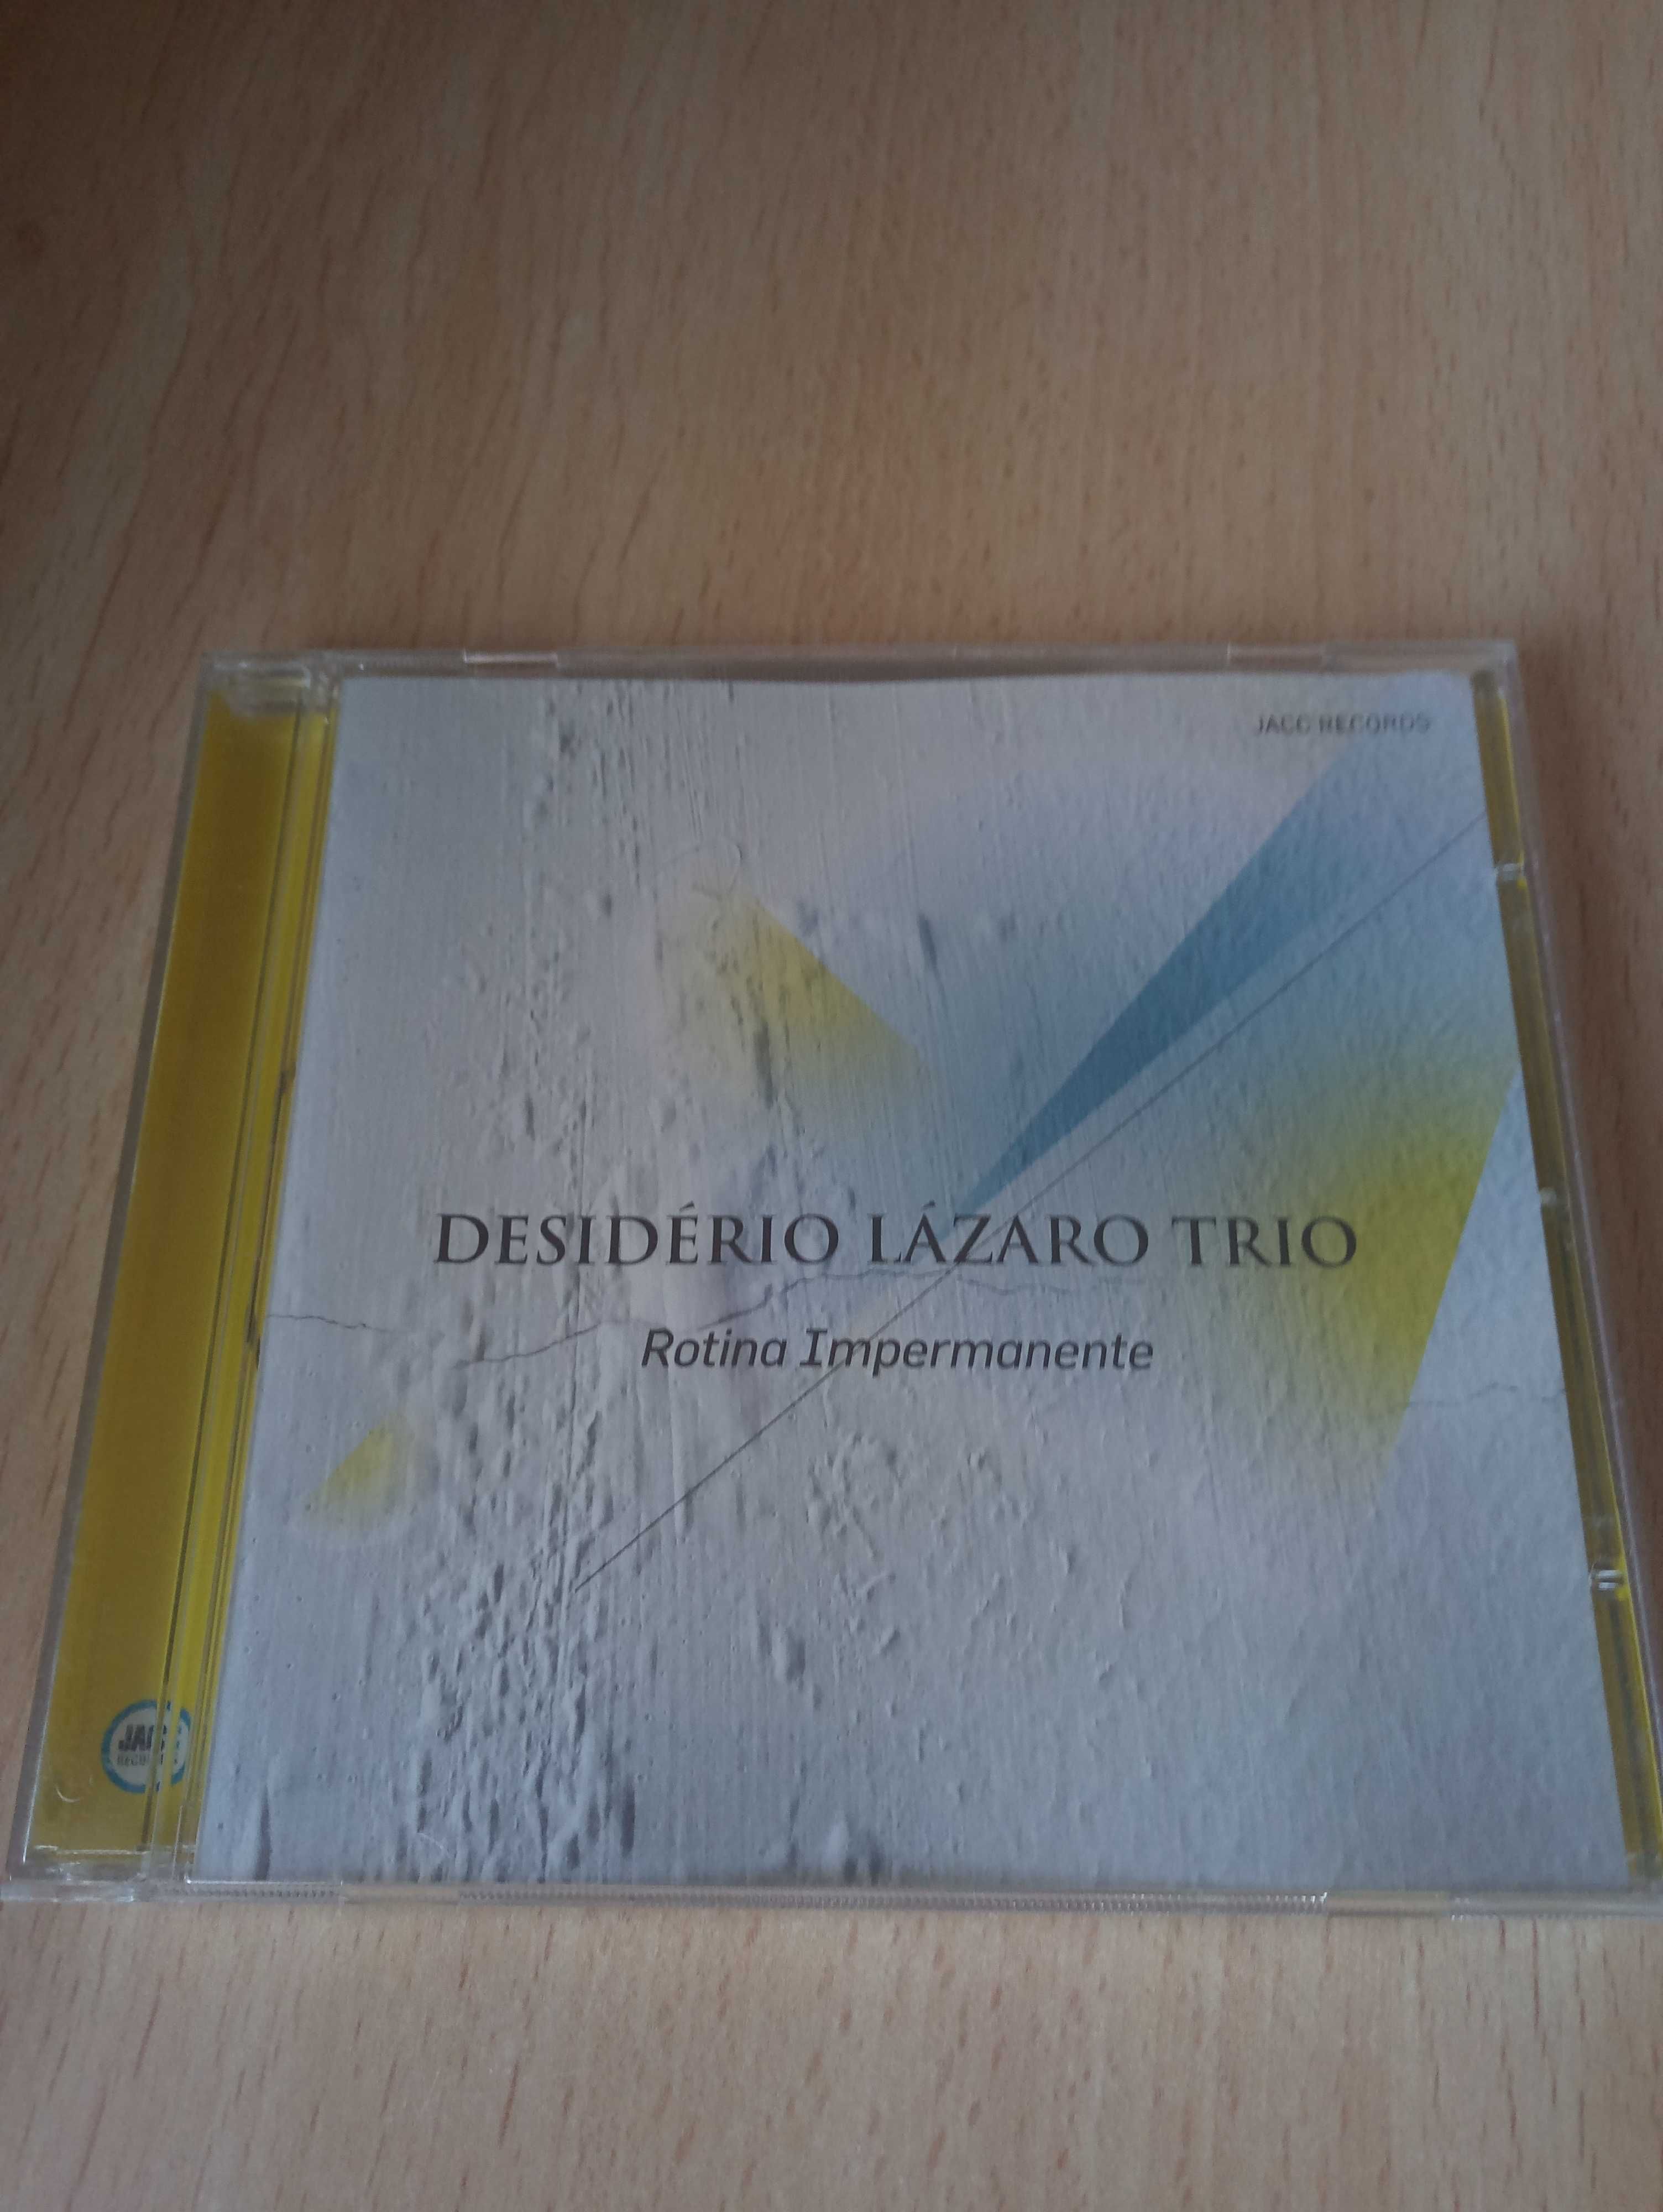 JACC RECORDS
DESIDÉRIO LÁZARO TRIO
Rotina Impermanente